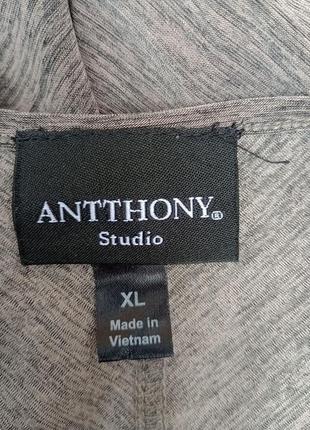 ANTTHONY®
Studio
XL
Made in
Vietnam